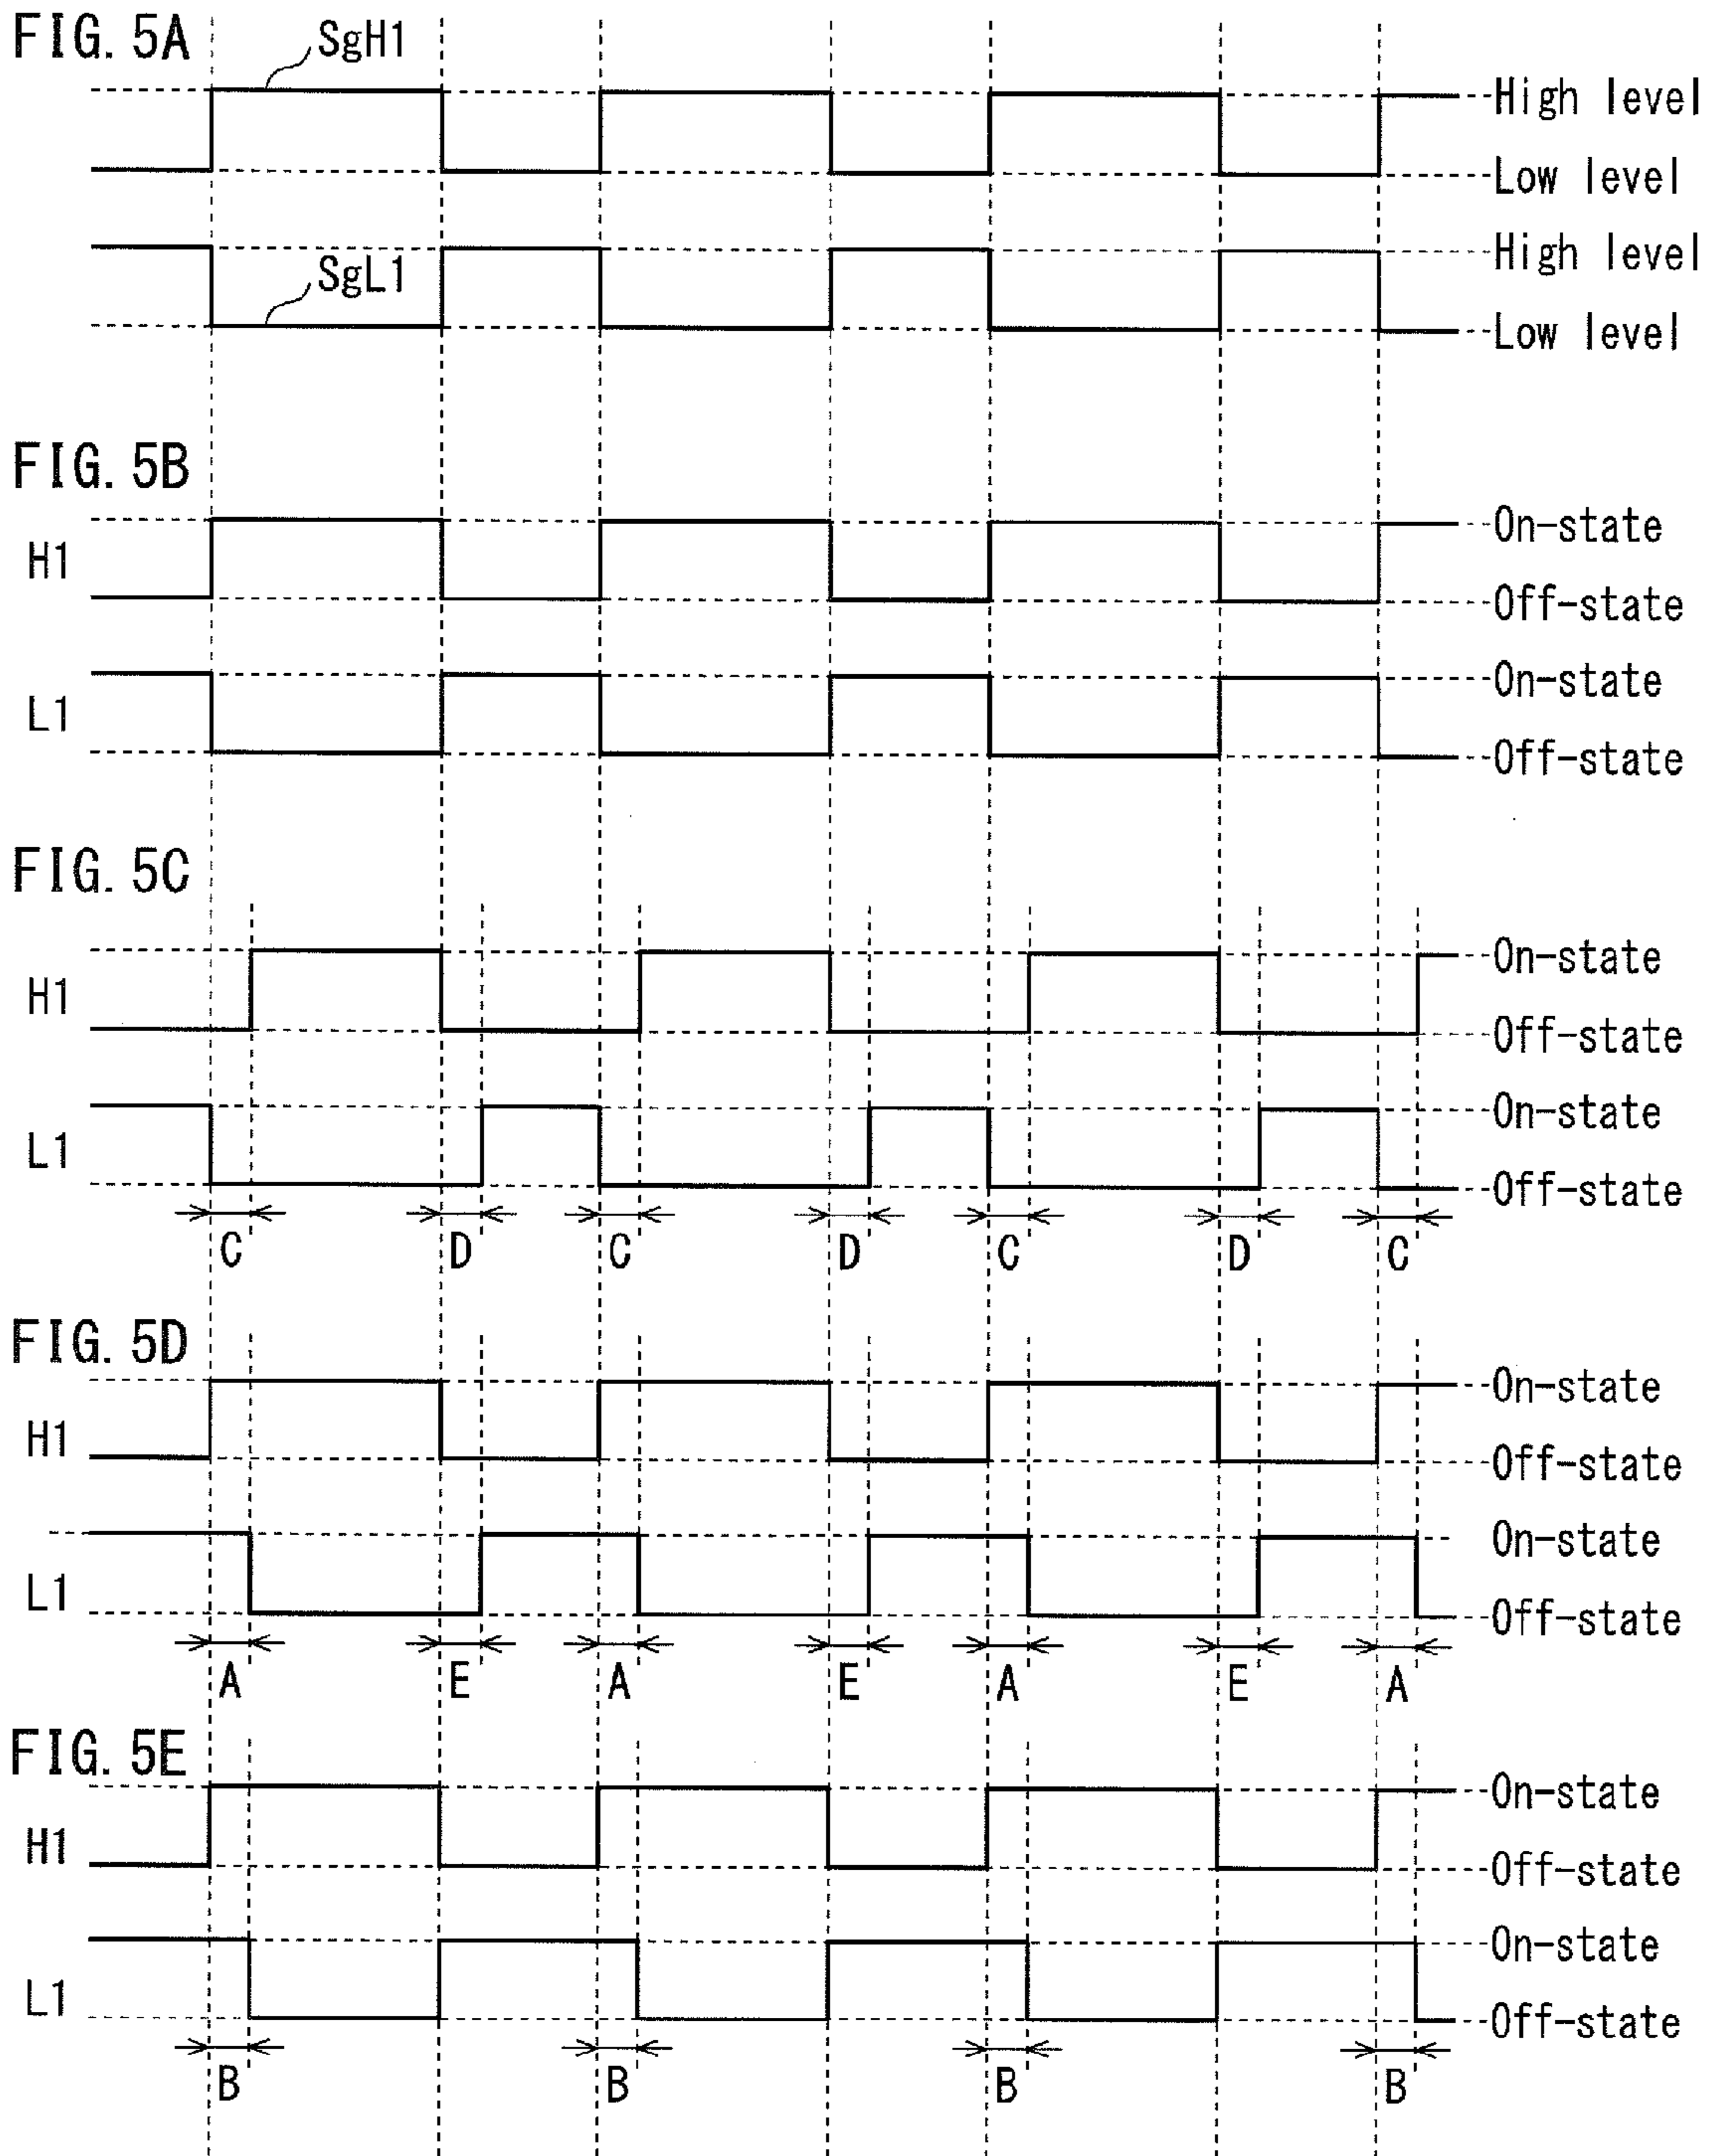 FIG. 5A
SgH1
High level
Low level
High level
SgL1
Low level
FIG. 5B
On-state
H1
Off-state
On-state
L1
Off-state
FIG. 5C
On-state
H1
Off-state
On-state
L1
Off-state
C D C D C D C
FIG. 5D
On-state
H1
Off-state
On-state
L1
Off-state
A E A E A E A
FIG. 5E
On-state
H1
Off-state
On-state
L1
Off-state
B B B B